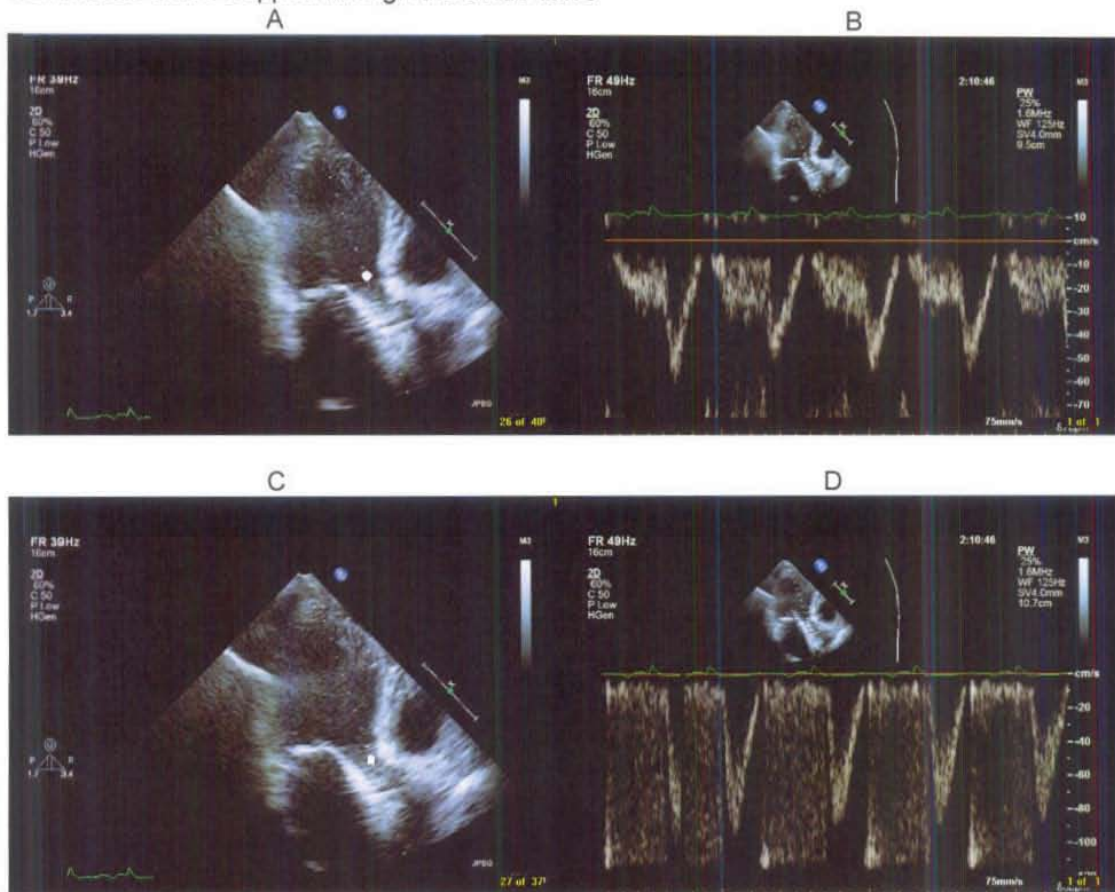 A
B
FR 39Hz
16cm
2D
60%
C 50
P Low
HGen
M3
P R
JPEG
26 of 40
FR 49Hz
16cm
2D
60%
C 50
P Low
HGen
2:10:46
M3
PW
25%
1.6MHz
WF 125Hz
SV4.0mm
9.5cm
10
cm/s
-10
-20
-30
-40
-50
-60
-70
75mm/s
1 of 1
C
D
FR 39Hz
16cm
2D
60%
C 50
P Low
HGen
M3
P R
JPEG
27 of 37
FR 49Hz
16cm
2D
60%
C 50
P Low
HGen
2:10:46
M3
PW
25%
1.6MHz
WF 125Hz
SV4.0mm
10.7cm
cm/s
-20
-40
-60
-80
-100
75mm/s
1 of 1